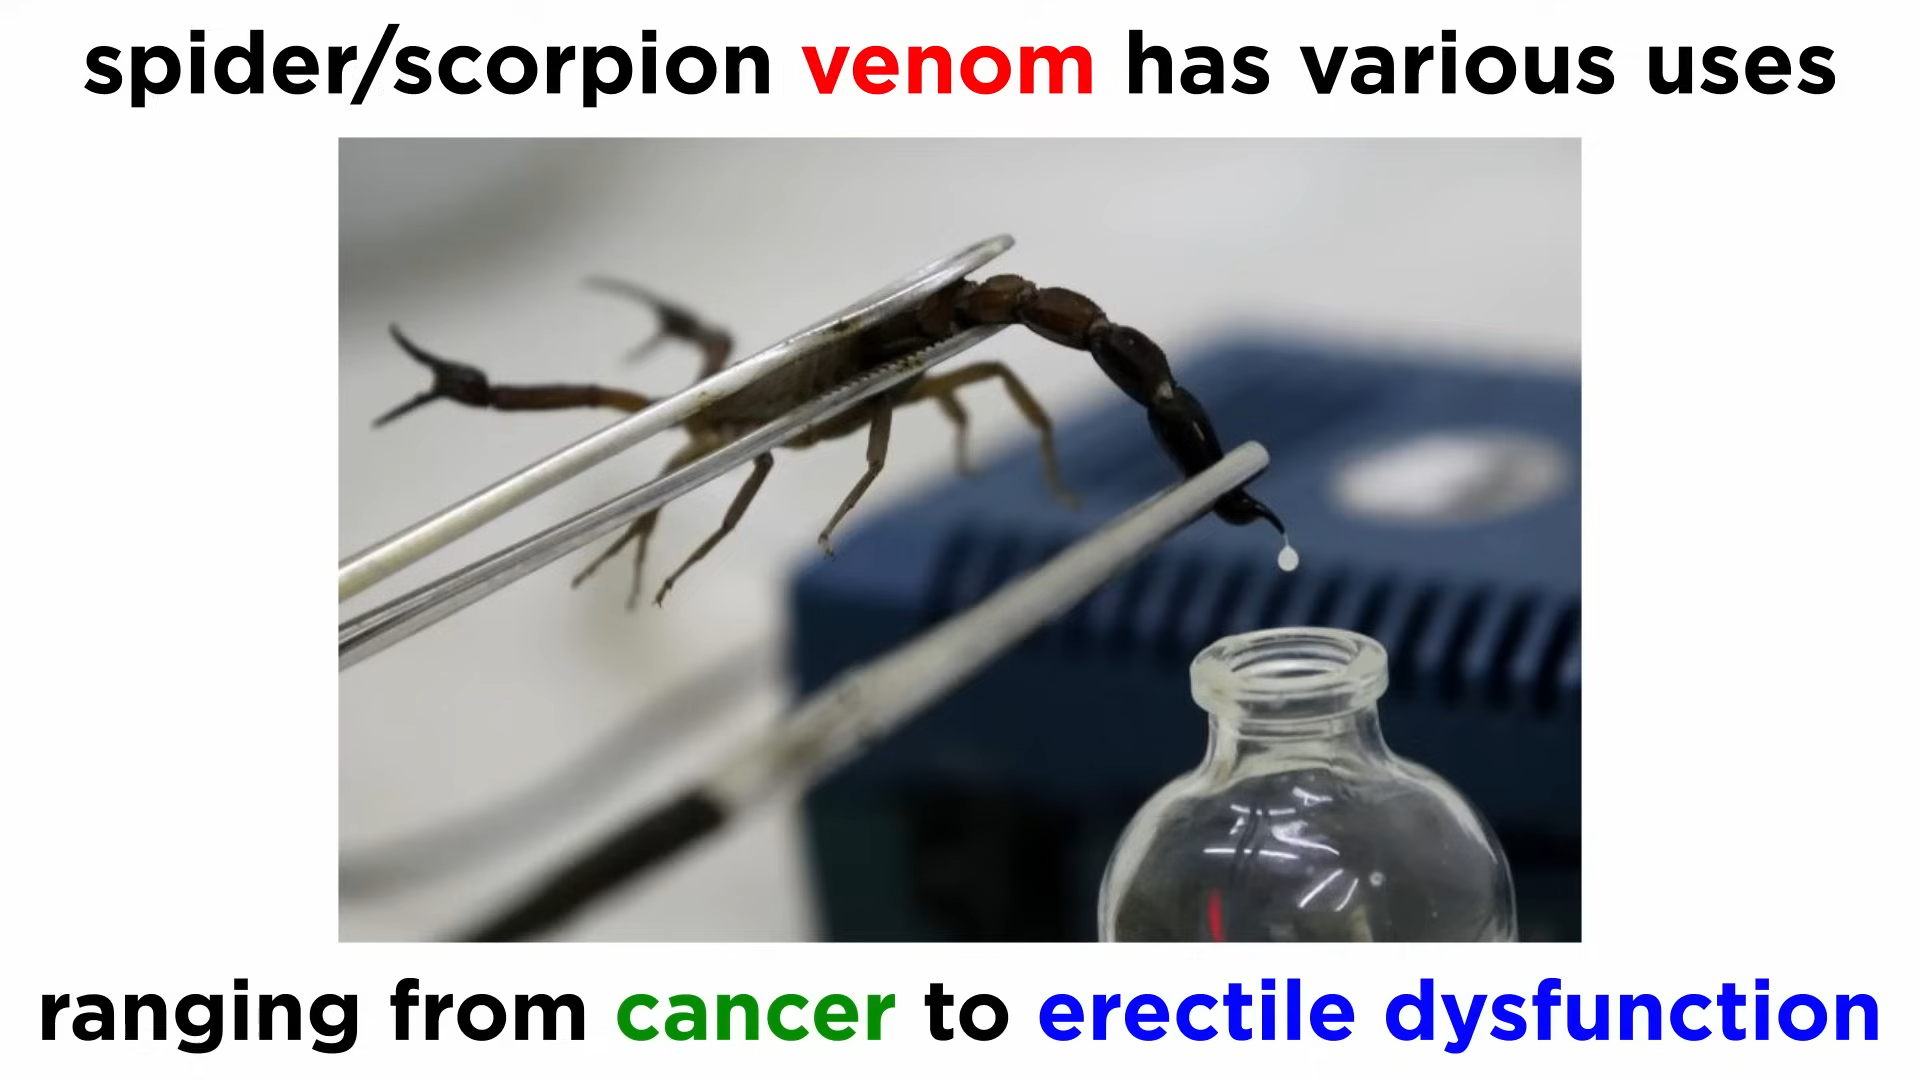 spider/scorpion venom has various uses
ranging from cancer to erectile dysfunction